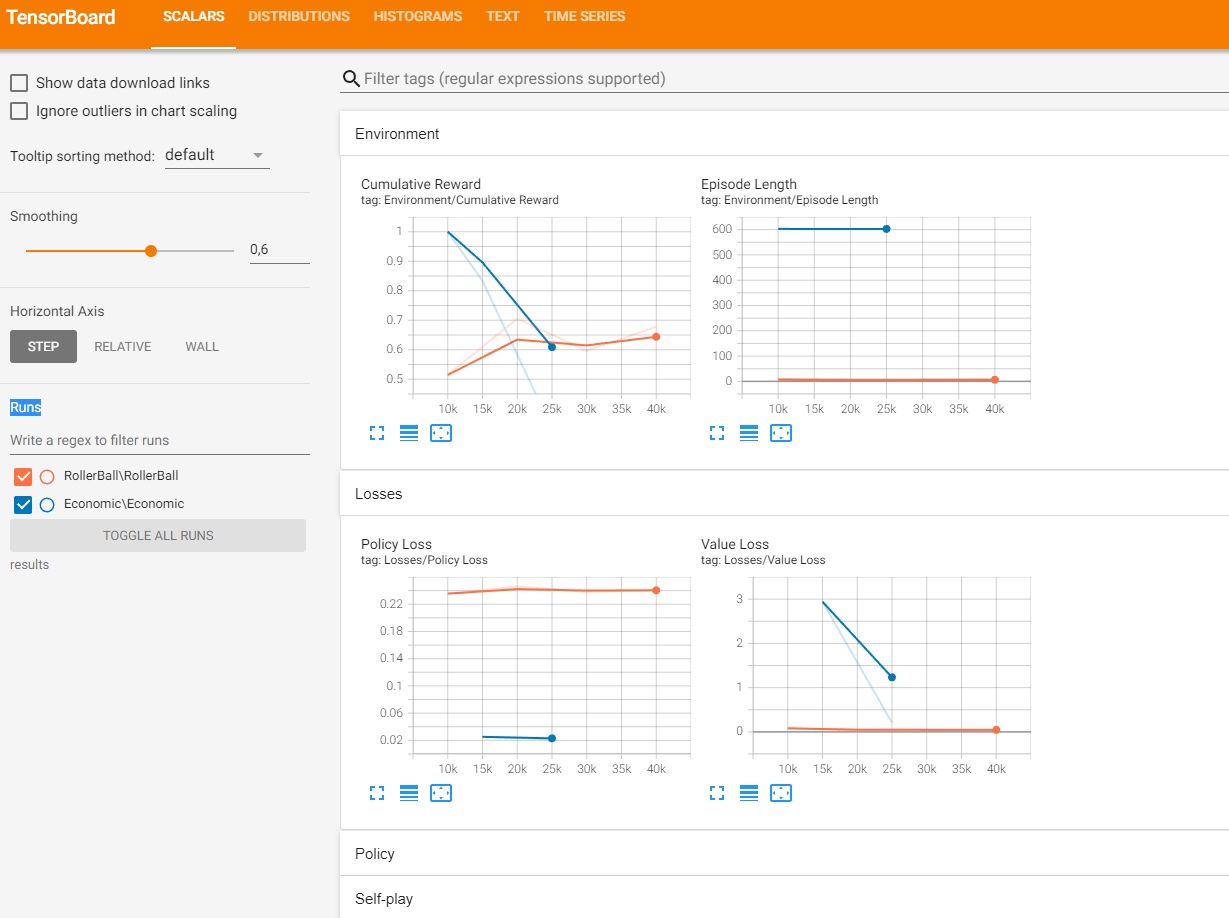 TensorBoard SCALARS DISTRIBUTIONS HISTOGRAMS TEXT TIME SERIES
Show data download links
Ignore outliers in chart scaling
Tooltip sorting method: default
Smoothing
0,6
Horizontal Axis
STEP RELATIVE WALL
Runs
Write a regex to filter runs
RollerBall\RollerBall
Economic\Economic
TOGGLE ALL RUNS
results
Filter tags (regular expressions supported)
Environment
Cumulative Reward
tag: Environment/Cumulative Reward
1
0.9
0.8
0.7
0.6
0.5
10k 15k 20k 25k 30k 35k 40k
Episode Length
tag: Environment/Episode Length
600
500
400
300
200
100
0
10k 15k 20k 25k 30k 35k 40k
Losses
Policy Loss
tag: Losses/Policy Loss
0.22
0.18
0.14
0.1
0.06
0.02
10k 15k 20k 25k 30k 35k 40k
Value Loss
tag: Losses/Value Loss
3
2
1
0
10k 15k 20k 25k 30k 35k 40k
Policy
Self-play